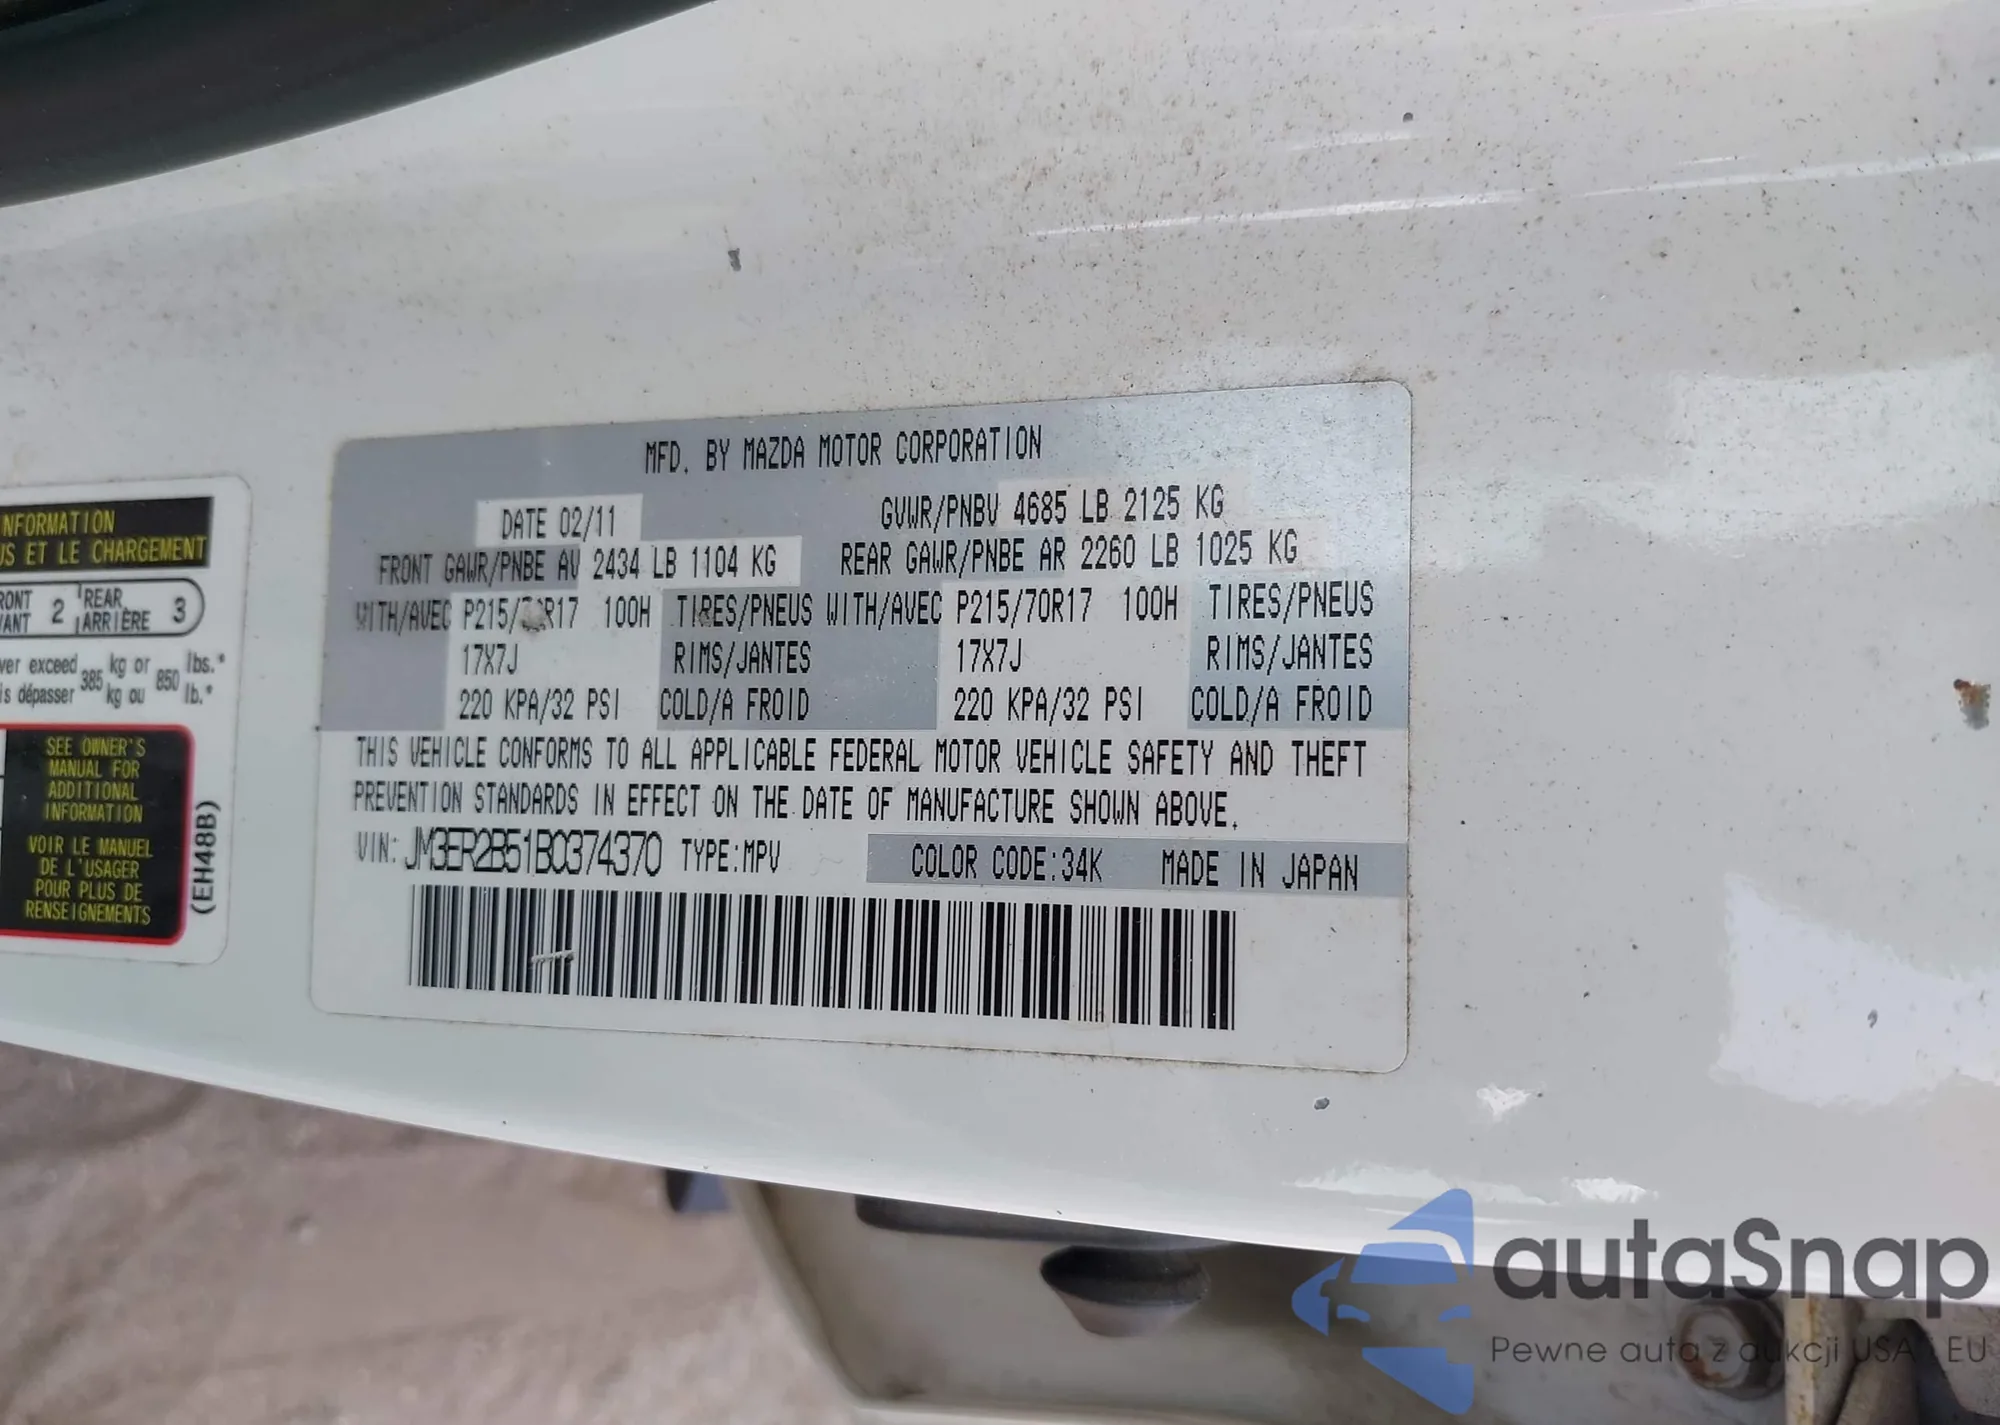 MFD. BY MAZDA MOTOR CORPORATION
DATE 02/11 GVWR/PNBV 4685 LB 2125 KG
FRONT GAWR/PNBE AV 2434 LB 1104 KG REAR GAWR/PNBE AR 2260 LB 1025 KG
WITH/AVEC P215/70R17 100H TIRES/PNEUS WITH/AVEC P215/70R17 100H TIRES/PNEUS
17X7J RIMS/JANTES 17X7J RIMS/JANTES
220 KPA/32 PSI COLD/A FROID 220 KPA/32 PSI COLD/A FROID
THIS VEHICLE CONFORMS TO ALL APPLICABLE FEDERAL MOTOR VEHICLE SAFETY AND THEFT
PREVENTION STANDARDS IN EFFECT ON THE DATE OF MANUFACTURE SHOWN ABOVE.
VIN: JM3ER2B51B0374370 TYPE:MPV COLOR CODE:34K MADE IN JAPAN
NFORMATION
US ET LE CHARGEMENT
RONT 2 REAR 3
VANT ARRIÈRE
ver exceed 385 kg or 850 lbs.*
is dépasser kg ou lb.*
SEE OWNER'S
MANUAL FOR
ADDITIONAL
INFORMATION
VOIR LE MANUEL
DE L'USAGER
POUR PLUS DE
RENSEIGNEMENTS
(EH48B)
autaSnap
Pewne auta z aukcji USA EU